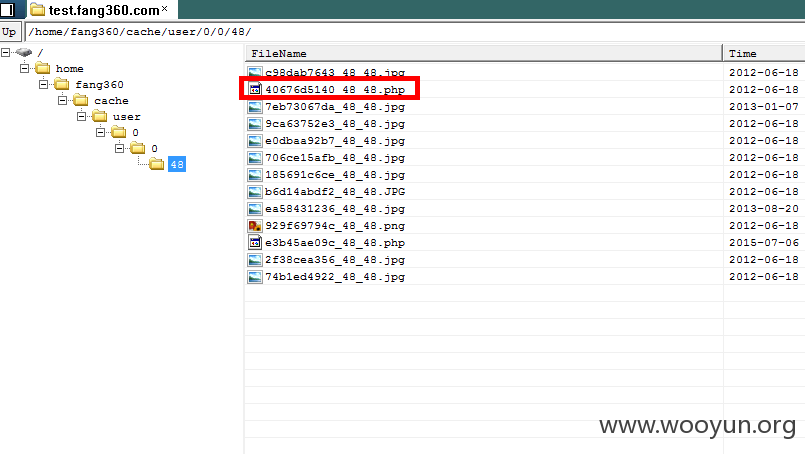 test.fang360.com
Up /home/fang360/cache/user/0/0/48/
/
home
fang360
cache
user
0
0
48
FileName Time
c98dab7643_48_48.jpg 2012-06-18
40676d5140_48_48.php 2012-06-18
7eb73067da_48_48.jpg 2013-01-07
9ca63752e3_48_48.jpg 2012-06-18
e0dbaa92b7_48_48.jpg 2012-06-18
706ce15afb_48_48.jpg 2012-06-18
185691c6ce_48_48.jpg 2012-06-18
b6d14abdf2_48_48.JPG 2012-06-18
ea58431236_48_48.jpg 2013-08-20
929f69794c_48_48.png 2012-06-18
e3b45ae09c_48_48.php 2015-07-06
2f38cea356_48_48.jpg 2012-06-18
74b1ed4922_48_48.jpg 2012-06-18
www.wooyun.org